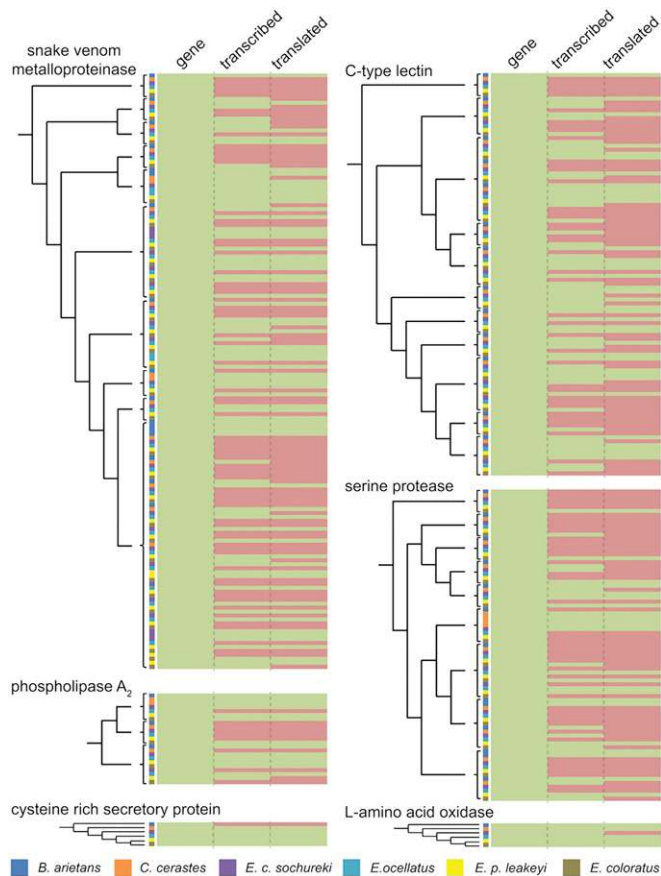 snake venom
metalloproteinase
gene
transcribed
translated
C-type lectin
gene
transcribed
translated
serine protease
phospholipase A₂
cysteine rich secretory protein
L-amino acid oxidase
B. arietans
C. cerastes
E. c. sochureki
E.ocellatus
E. p. leakeyi
E. coloratus